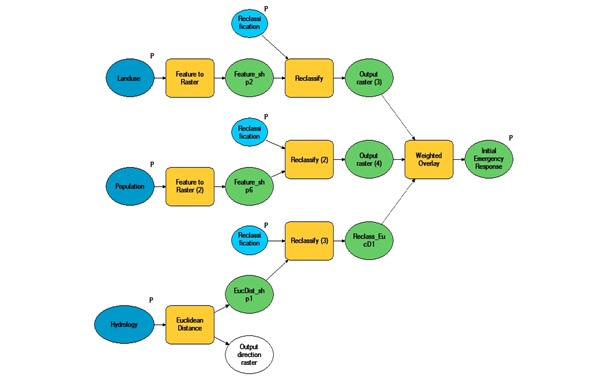 P
Reclassi
fication
P
Landuse
Feature to
Raster
Feature_sh
p2
Reclassify
Output
raster (3)
P
Reclassi
fication
P
Population
Feature to
Raster (2)
Feature_sh
p6
Reclassify (2)
Output
raster (4)
Weighted
Overlay
P
Initial
Emergency
Response
P
Reclassi
fication
Reclassify (3)
Reclass_Eu
cD1
P
Hydrology
Euclidean
Distance
EucDist_sh
p1
Output
direction
raster